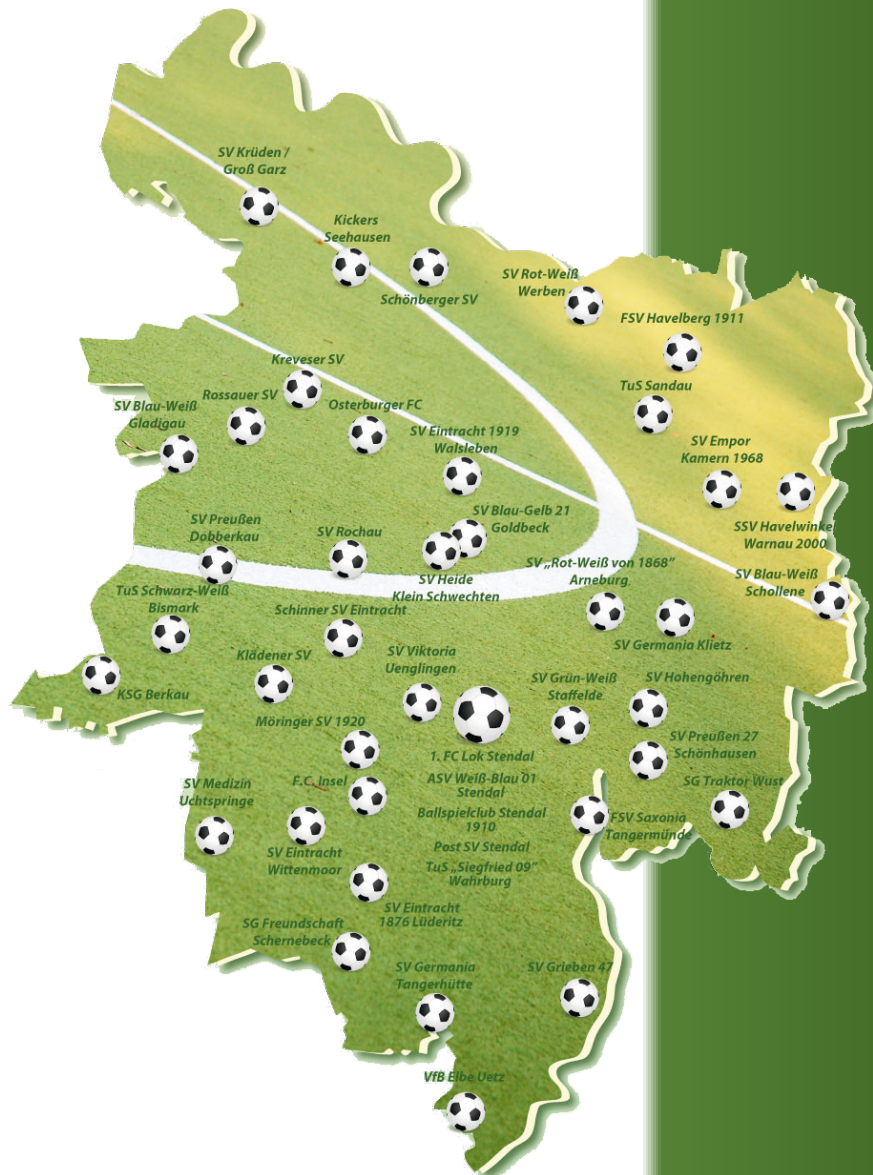 SV Krüden /
Groß Garz
Kickers
Seehausen
Schönberger SV
SV Rot-Weiß
Werben
FSV Havelberg 1911
Kreveser SV
TuS Sandau
Rossauer SV
SV Blau-Weiß
Gladigau
Osterburger FC
SV Eintracht 1919
Walsleben
SV Empor
Kamern 1968
SV Blau-Gelb 21
Goldbeck
SSV Havelwinkel
Warnau 2000
SV Preußen
Dobberkau
SV Rochau
SV Heide
Klein Schwechten
SV „Rot-Weiß von 1868”
Arneburg
SV Blau-Weiß
Schollene
TuS Schwarz-Weiß
Bismark
Schinner SV Eintracht
SV Germania Klietz
Klädener SV
SV Viktoria
Uenglingen
KSG Berkau
SV Grün-Weiß
Staffelde
SV Hohengöhren
Möringer SV 1920
SV Preußen 27
Schönhausen
1. FC Lok Stendal
ASV Weiß-Blau 01
Stendal
Ballspielclub Stendal
1910
Post SV Stendal
TuS „Siegfried 09”
Wahrburg
SV Medizin
Uchtspringe
F.C. Insel
SG Traktor Wust
FSV Saxonia
Tangermünde
SV Eintracht
Wittenmoor
SV Eintracht
1876 Lüderitz
SG Freundschaft
Schernebeck
SV Germania
Tangerhütte
SV Grieben 47
VfB Elbe Uetz